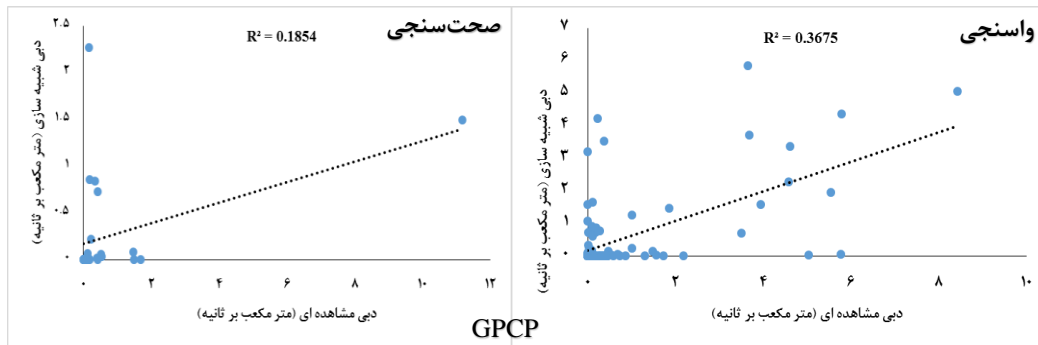 صحت‌سنجی
R² = 0.1854
۲.۵
۲
۱.۵
۱
۰.۵
۰
۰ ۲ ۴ ۶ ۸ ۱۰ ۱۲
دبی شبیه سازی (متر مکعب بر ثانیه)
دبی مشاهده ای (متر مکعب بر ثانیه)
واسنجی
R² = 0.3675
۷
۶
۵
۴
۳
۲
۱
۰
۰ ۲ ۴ ۶ ۸ ۱۰
دبی شبیه سازی (متر مکعب بر ثانیه)
دبی مشاهده ای (متر مکعب بر ثانیه)
GPCP